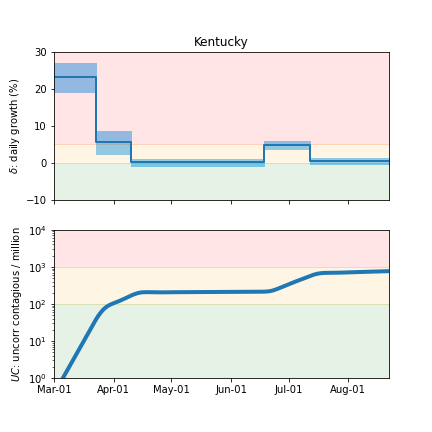 Kentucky
δ: daily growth (%)
30
20
10
0
−10
UC: uncorr contagious / million
10⁴
10³
10²
10¹
10⁰
Mar-01 Apr-01 May-01 Jun-01 Jul-01 Aug-01